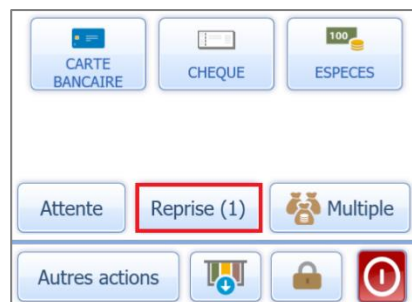 CARTE
BANCAIRE
CHEQUE
100
ESPECES
Attente
Reprise (1)
Multiple
Autres actions